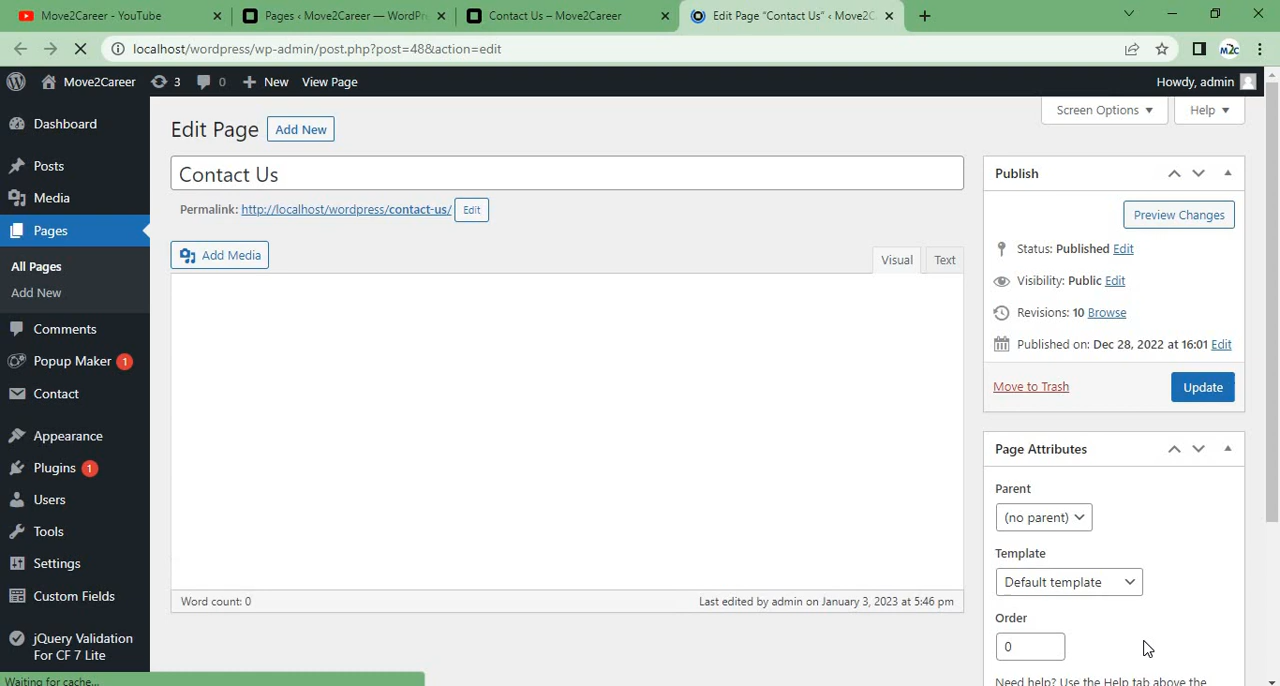 Move2Career - YouTube
Pages ‹ Move2Career — WordPr
Contact Us – Move2Career
Edit Page "Contact Us" ‹ Move2C
localhost/wordpress/wp-admin/post.php?post=48&action=edit
M2C
Move2Career
3
0
New
View Page
Howdy, admin
Dashboard
Posts
Media
Pages
All Pages
Add New
Comments
Popup Maker 1
Contact
Appearance
Plugins 1
Users
Tools
Settings
Custom Fields
jQuery Validation
For CF 7 Lite
Waiting for cache...
Screen Options
Help
Edit Page
Add New
Contact Us
Permalink: http://localhost/wordpress/contact-us/ Edit
Add Media
Visual
Text
Word count: 0
Last edited by admin on January 3, 2023 at 5:46 pm
Publish
Preview Changes
Status: Published Edit
Visibility: Public Edit
Revisions: 10 Browse
Published on: Dec 28, 2022 at 16:01 Edit
Move to Trash
Update
Page Attributes
Parent
(no parent)
Template
Default template
Order
0
Need help? Use the Help tab above the